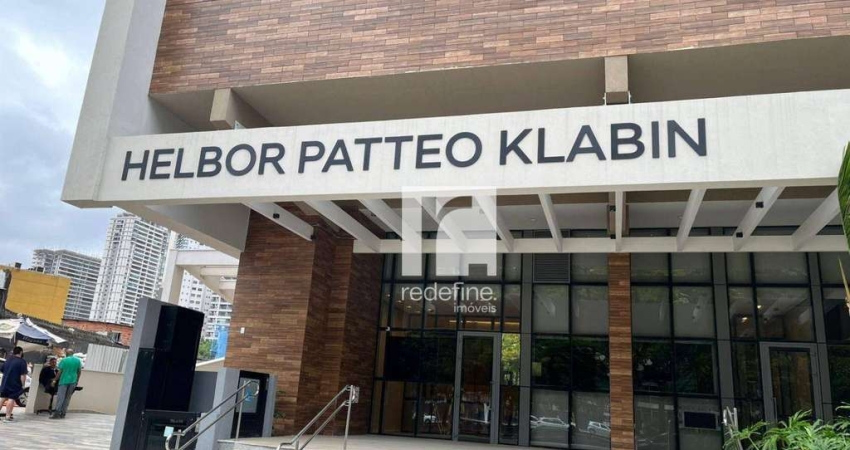 HELBOR PATTEO KLABIN
redefine.
imóveis